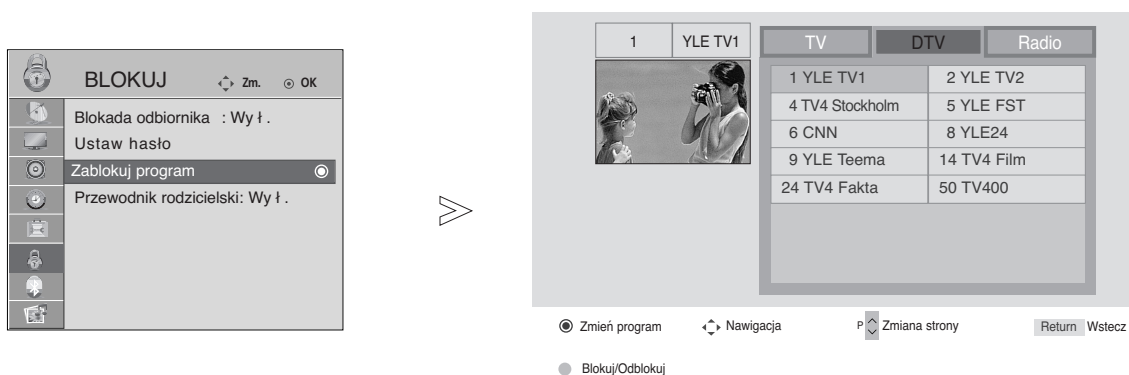 BLOKUJ Zm. OK
Blokada odbiornika : Wył.
Ustaw hasło
Zablokuj program
Przewodnik rodzicielski: Wył.
1 YLE TV1
TV DTV Radio
1 YLE TV1 2 YLE TV2
4 TV4 Stockholm 5 YLE FST
6 CNN 8 YLE24
9 YLE Teema 14 TV4 Film
24 TV4 Fakta 50 TV400
Zmień program Nawigacja P Zmiana strony Return Wstecz
Blokuj/Odblokuj